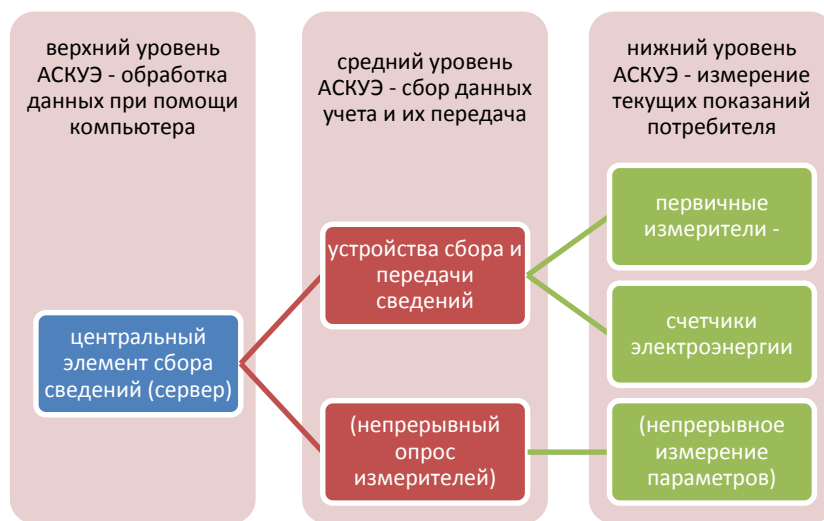 верхний уровень
АСКУЭ - обработка
данных при помощи
компьютера
центральный
элемент сбора
сведений (сервер)
средний уровень
АСКУЭ - сбор данных
учета и их передача
устройства сбора и
передачи
сведений
(непрерывный
опрос
измерителей)
нижний уровень
АСКУЭ - измерение
текущих показаний
потребителя
первичные
измерители -
счетчики
электроэнергии
(непрерывное
измерение
параметров)